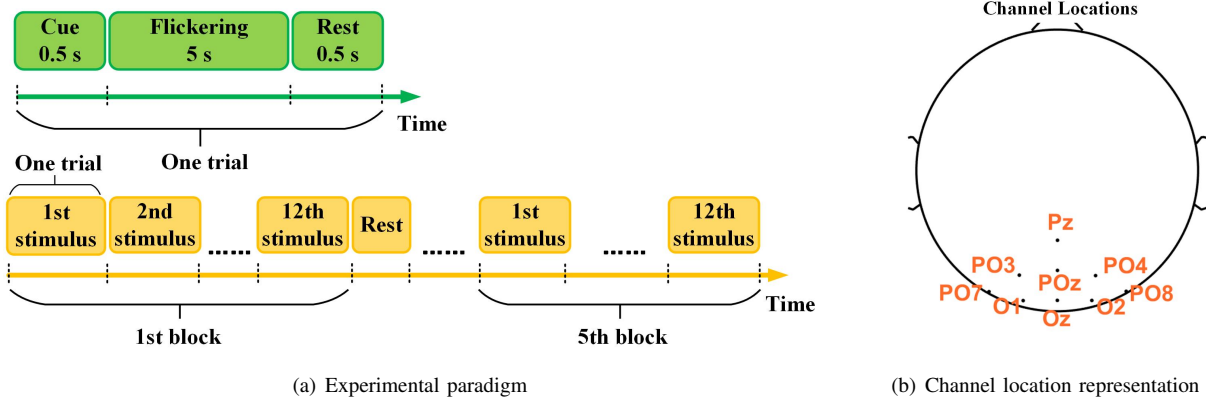 Cue
0.5 s
Flickering
5 s
Rest
0.5 s
Time
One trial
One trial
1st
stimulus
2nd
stimulus
......
12th
stimulus
Rest
......
1st
stimulus
......
12th
stimulus
Time
1st block
5th block
(a) Experimental paradigm
Channel Locations
Pz
PO3
POz
PO4
PO7
O1
Oz
O2
PO8
(b) Channel location representation